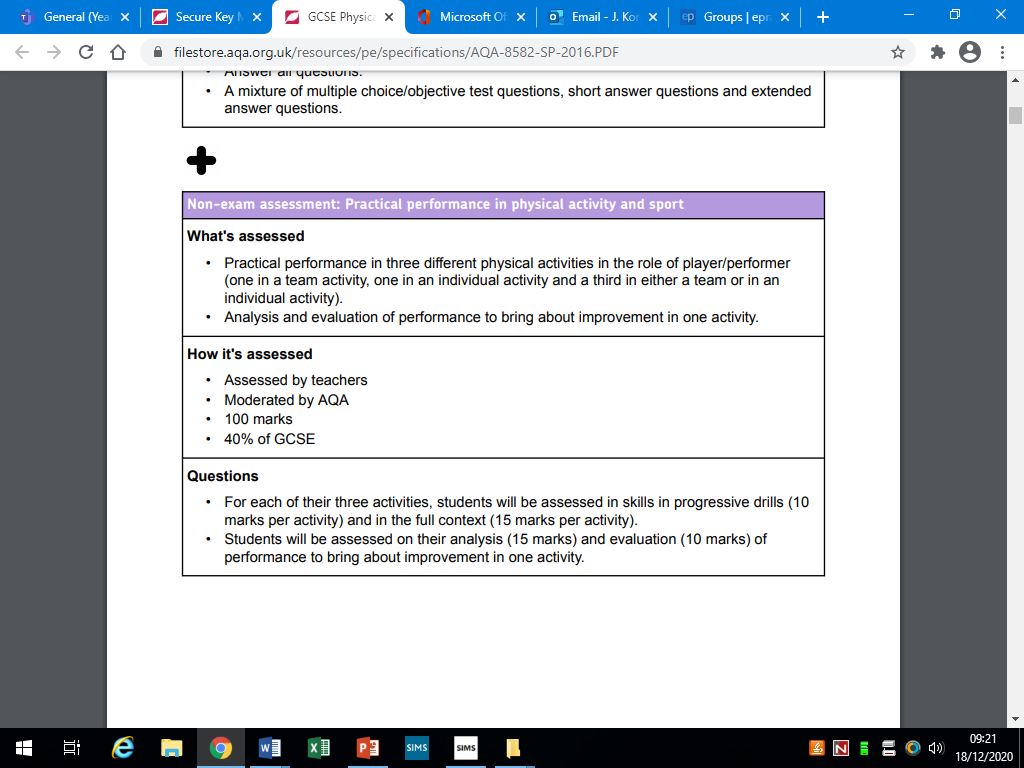 General (Yea
Secure Key M
GCSE Physica
Microsoft Of
Email - J. Kor
ep Groups | epr
filestore.aqa.org.uk/resources/pe/specifications/AQA-8582-SP-2016.PDF
• Answer all questions.
• A mixture of multiple choice/objective test questions, short answer questions and extended
answer questions.
Non-exam assessment: Practical performance in physical activity and sport
What's assessed
• Practical performance in three different physical activities in the role of player/performer
(one in a team activity, one in an individual activity and a third in either a team or in an
individual activity).
• Analysis and evaluation of performance to bring about improvement in one activity.
How it's assessed
• Assessed by teachers
• Moderated by AQA
• 100 marks
• 40% of GCSE
Questions
• For each of their three activities, students will be assessed in skills in progressive drills (10
marks per activity) and in the full context (15 marks per activity).
• Students will be assessed on their analysis (15 marks) and evaluation (10 marks) of
performance to bring about improvement in one activity.
SIMS
SIMS
09:21
18/12/2020